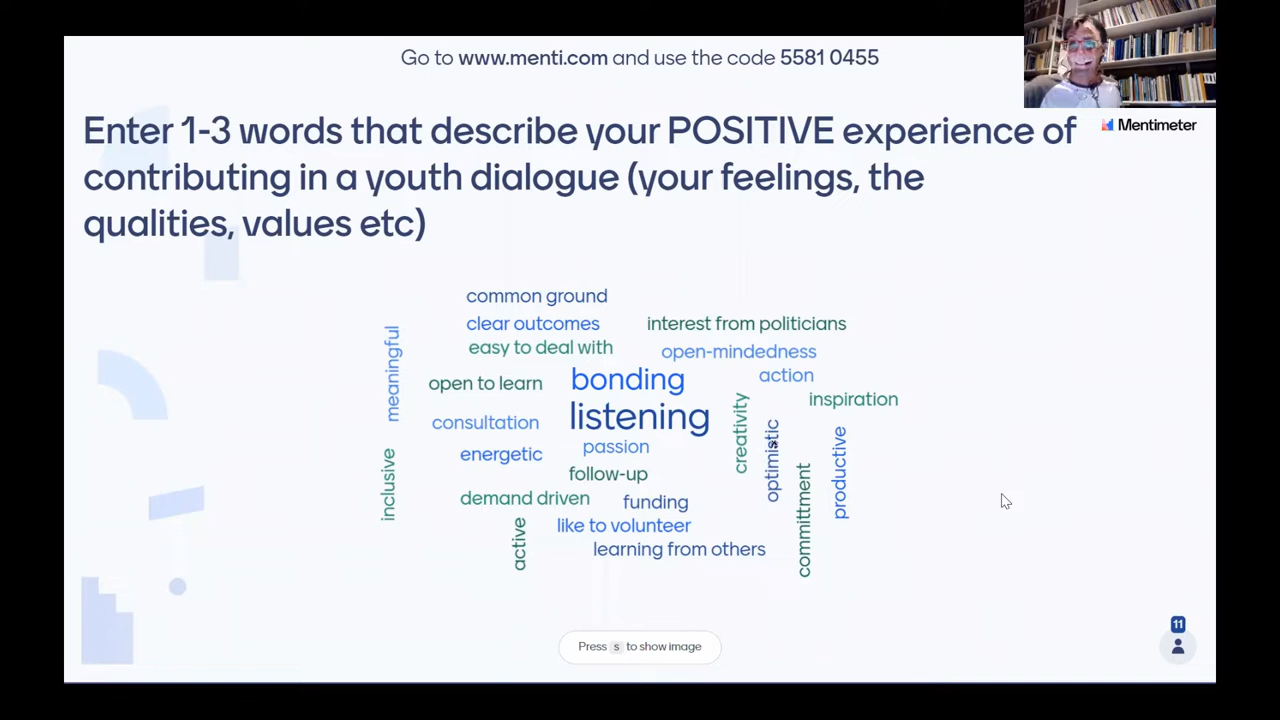 Go to www.menti.com and use the code 5581 0455
Mentimeter
Enter 1-3 words that describe your POSITIVE experience of
contributing in a youth dialogue (your feelings, the
qualities, values etc)
common ground
clear outcomes
interest from politicians
easy to deal with
open-mindedness
meaningful
open to learn
bonding
action
inspiration
listening
consultation
creativity
passion
optimistic
energetic
productive
inclusive
follow-up
demand driven
funding
committment
active
like to volunteer
learning from others
Press s to show image
11